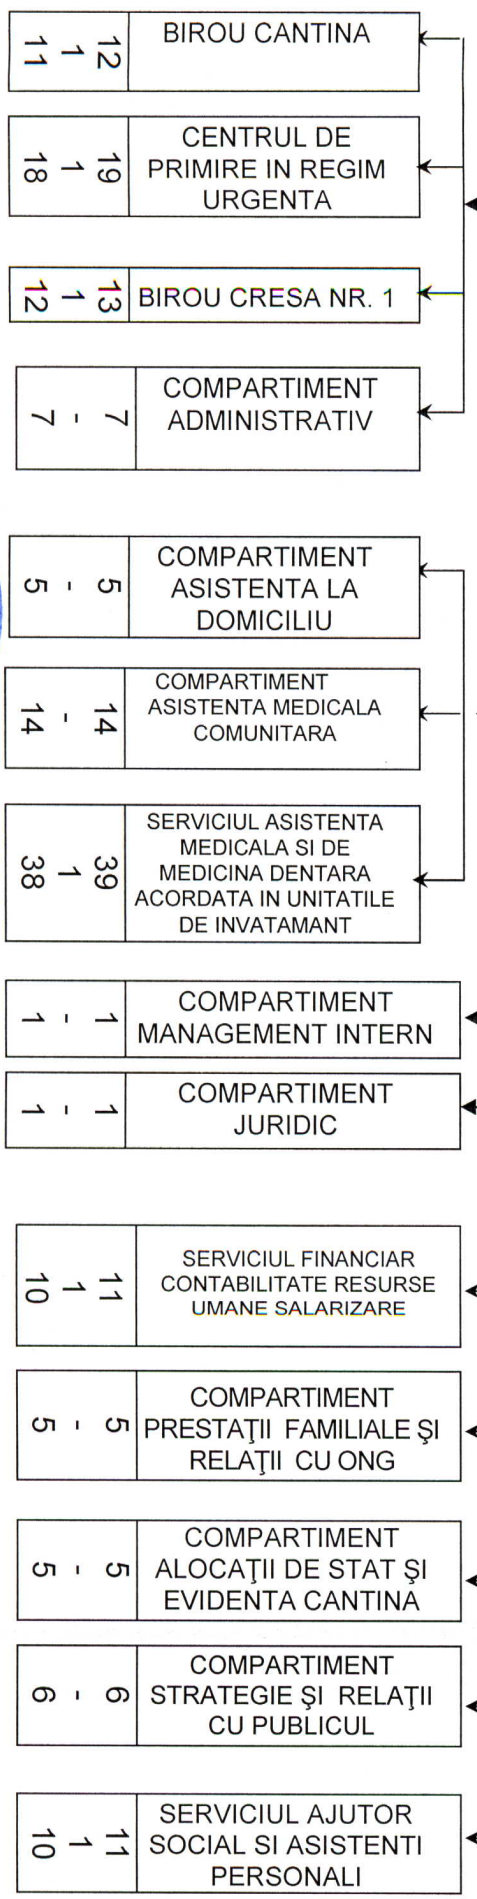 BIROU CANTINA
12
1
11
CENTRUL DE
PRIMIRE IN REGIM
URGENTA
19
1
18
BIROU CRESA NR. 1
13
1
12
COMPARTIMENT
ADMINISTRATIV
7
-
7
COMPARTIMENT
ASISTENTA LA
DOMICILIU
5
-
5
COMPARTIMENT
ASISTENTA MEDICALA
COMUNITARA
14
-
14
SERVICIUL ASISTENTA
MEDICALA SI DE
MEDICINA DENTARA
ACORDATA IN UNITATILE
DE INVATAMANT
39
1
38
COMPARTIMENT
MANAGEMENT INTERN
1
-
1
COMPARTIMENT
JURIDIC
1
-
1
SERVICIUL FINANCIAR
CONTABILITATE RESURSE
UMANE SALARIZARE
11
1
10
COMPARTIMENT
PRESTAŢII FAMILIALE ŞI
RELAŢII CU ONG
5
-
5
COMPARTIMENT
ALOCAŢII DE STAT ŞI
EVIDENTA CANTINA
5
-
5
COMPARTIMENT
STRATEGIE ŞI RELAŢII
CU PUBLICUL
6
-
6
SERVICIUL AJUTOR
SOCIAL SI ASISTENTI
PERSONALI
11
1
10